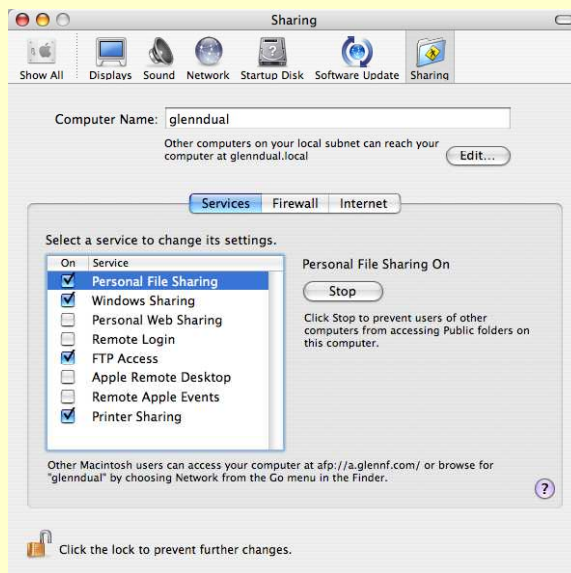 Sharing
Show All Displays Sound Network Startup Disk Software Update Sharing
Computer Name: glenndual
Other computers on your local subnet can reach your
computer at glenndual.local
Edit...
Services Firewall Internet
Select a service to change its settings.
On Service
Personal File Sharing
Windows Sharing
Personal Web Sharing
Remote Login
FTP Access
Apple Remote Desktop
Remote Apple Events
Printer Sharing
Personal File Sharing On
Stop
Click Stop to prevent users of other
computers from accessing Public folders on
this computer.
Other Macintosh users can access your computer at afp://a.glennf.com/ or browse for
"glenndual" by choosing Network from the Go menu in the Finder.
?
Click the lock to prevent further changes.